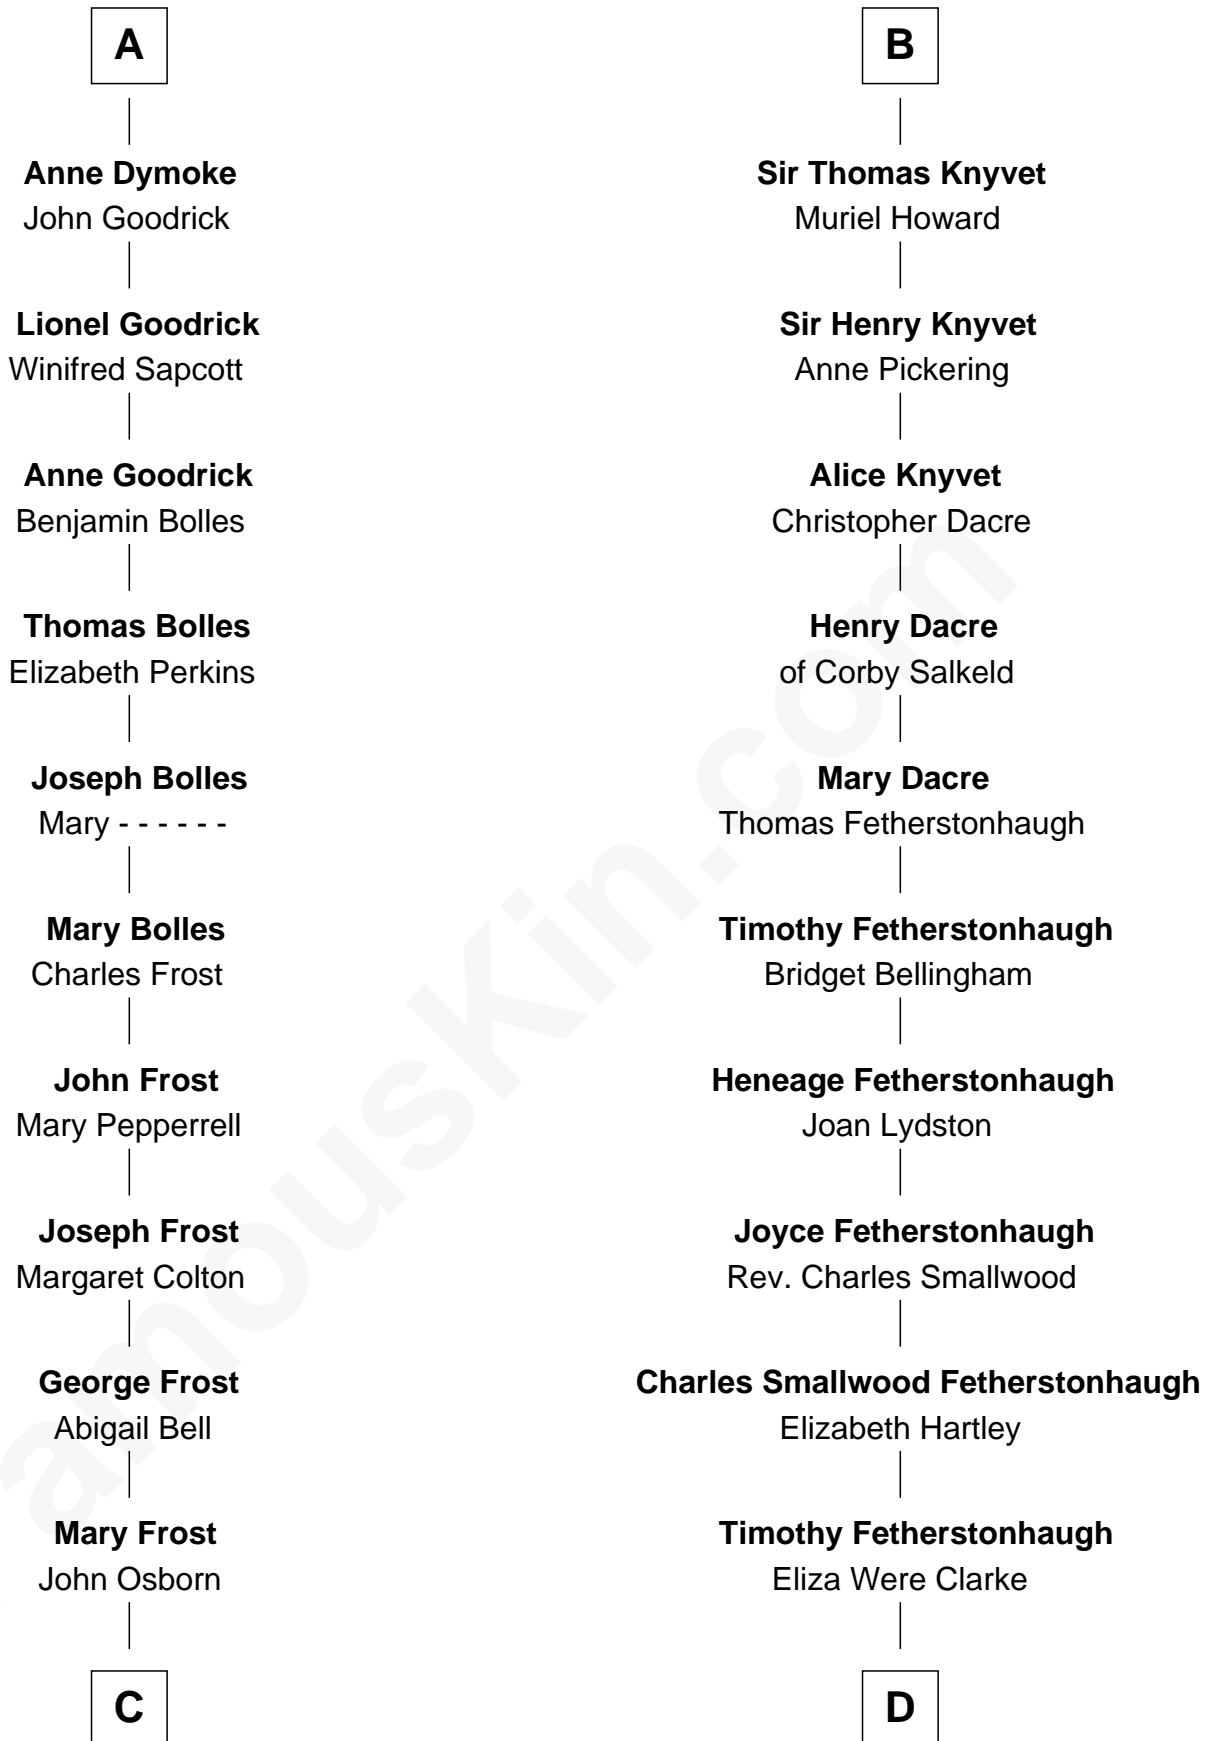 A
Anne Dymoke
John Goodrick
Lionel Goodrick
Winifred Sapcott
Anne Goodrick
Benjamin Bolles
Thomas Bolles
Elizabeth Perkins
Joseph Bolles
Mary - - - - - -
Mary Bolles
Charles Frost
John Frost
Mary Pepperrell
Joseph Frost
Margaret Colton
George Frost
Abigail Bell
Mary Frost
John Osborn
C
B
Sir Thomas Knyvet
Muriel Howard
Sir Henry Knyvet
Anne Pickering
Alice Knyvet
Christopher Dacre
Henry Dacre
of Corby Salkeld
Mary Dacre
Thomas Fetherstonhaugh
Timothy Fetherstonhaugh
Bridget Bellingham
Heneage Fetherstonhaugh
Joan Lydston
Joyce Fetherstonhaugh
Rev. Charles Smallwood
Charles Smallwood Fetherstonhaugh
Elizabeth Hartley
Timothy Fetherstonhaugh
Eliza Were Clarke
D
amousKin.com